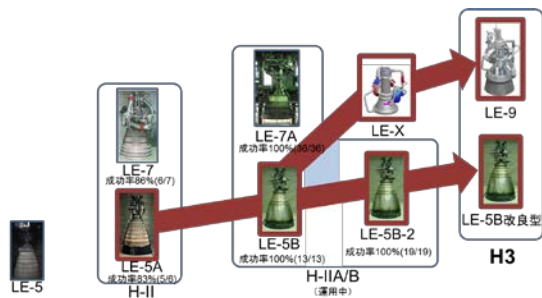 LE-7A
成功率100%(36/36)
LE-X
LE-9
LE-7
成功率86%(6/7)
LE-5
LE-5A
成功率83%(5/6)
H-II
LE-5B
成功率100%(13/13)
LE-5B-2
成功率100%(19/19)
H-IIA/B
(運用中)
LE-5B改良型
H3